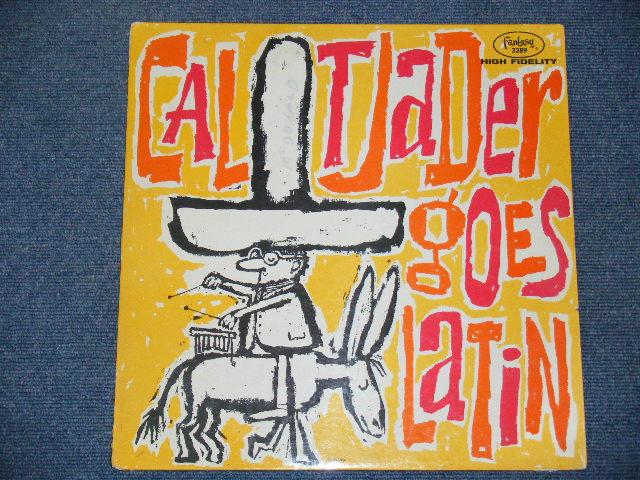 CAL TJaDer
Fantasy
3289
HIGH FIDELITY
gOES
LaTiN